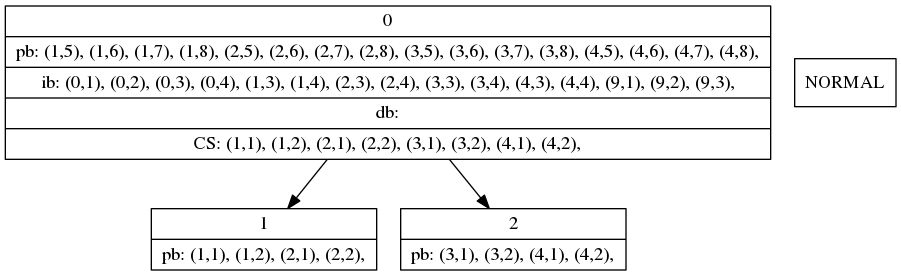 0
pb: (1,5), (1,6), (1,7), (1,8), (2,5), (2,6), (2,7), (2,8), (3,5), (3,6), (3,7), (3,8), (4,5), (4,6), (4,7), (4,8),
ib: (0,1), (0,2), (0,3), (0,4), (1,3), (1,4), (2,3), (2,4), (3,3), (3,4), (4,3), (4,4), (9,1), (9,2), (9,3),
NORMAL
db:
CS: (1,1), (1,2), (2,1), (2,2), (3,1), (3,2), (4,1), (4,2),
1
pb: (1,1), (1,2), (2,1), (2,2),
2
pb: (3,1), (3,2), (4,1), (4,2),